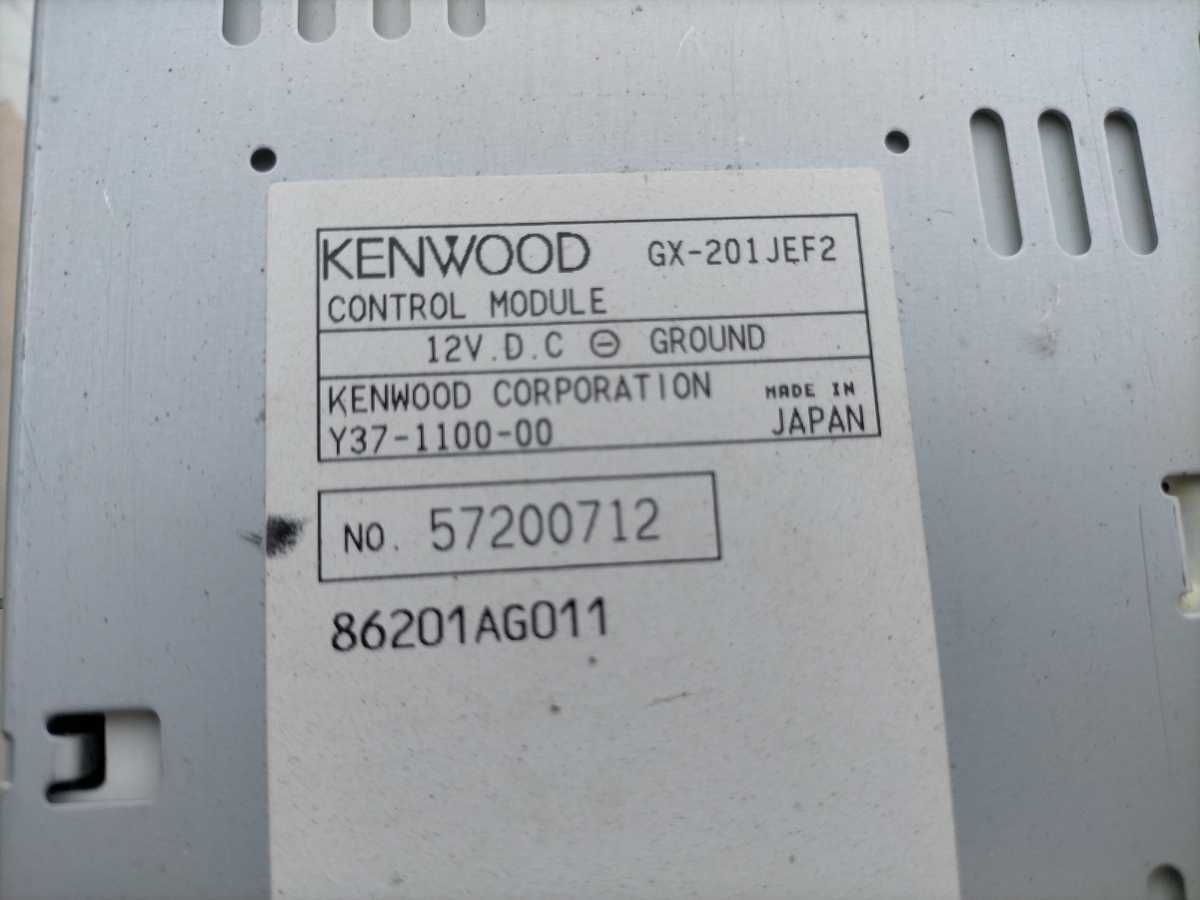 KENWOOD GX-201JEF2
CONTROL MODULE
12V.D.C ⊖ GROUND
KENWOOD CORPORATION MADE IN
Y37-1100-00 JAPAN
NO. 57200712
86201AG011